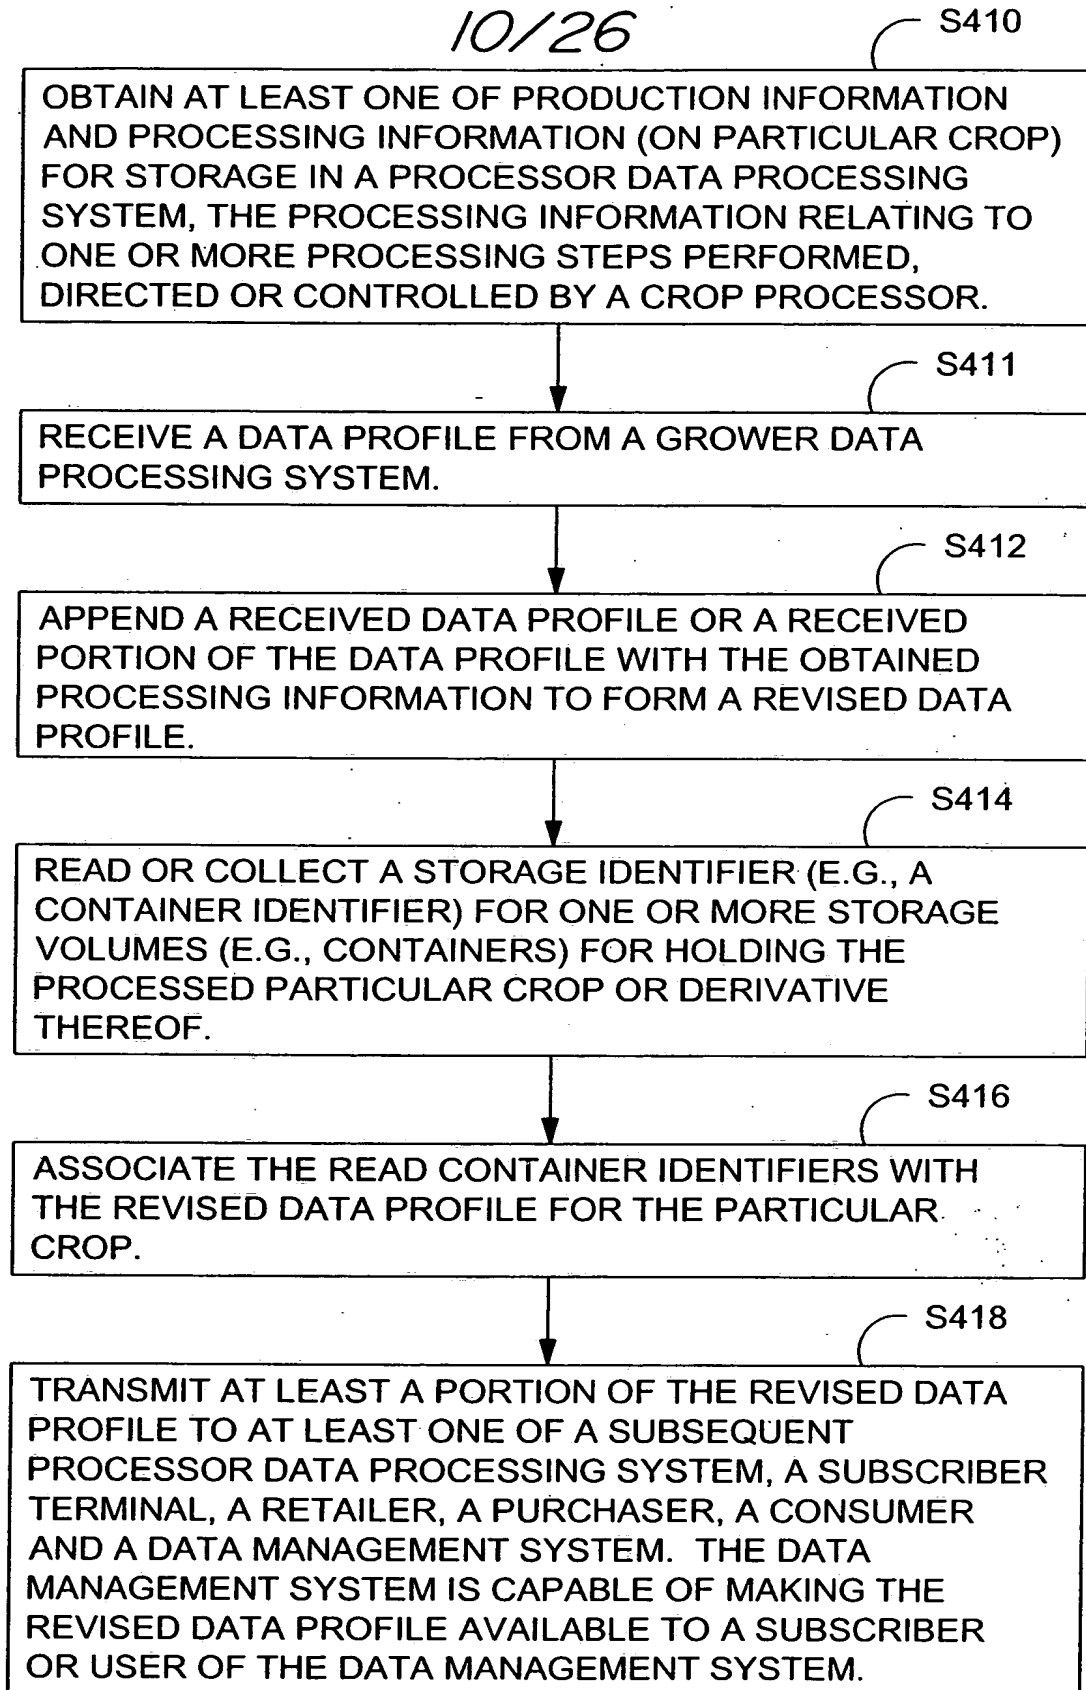 10/26
S410
OBTAIN AT LEAST ONE OF PRODUCTION INFORMATION
AND PROCESSING INFORMATION (ON PARTICULAR CROP)
FOR STORAGE IN A PROCESSOR DATA PROCESSING
SYSTEM, THE PROCESSING INFORMATION RELATING TO
ONE OR MORE PROCESSING STEPS PERFORMED,
DIRECTED OR CONTROLLED BY A CROP PROCESSOR.
S411
RECEIVE A DATA PROFILE FROM A GROWER DATA
PROCESSING SYSTEM.
S412
APPEND A RECEIVED DATA PROFILE OR A RECEIVED
PORTION OF THE DATA PROFILE WITH THE OBTAINED
PROCESSING INFORMATION TO FORM A REVISED DATA
PROFILE.
S414
READ OR COLLECT A STORAGE IDENTIFIER (E.G., A
CONTAINER IDENTIFIER) FOR ONE OR MORE STORAGE
VOLUMES (E.G., CONTAINERS) FOR HOLDING THE
PROCESSED PARTICULAR CROP OR DERIVATIVE
THEREOF.
S416
ASSOCIATE THE READ CONTAINER IDENTIFIERS WITH
THE REVISED DATA PROFILE FOR THE PARTICULAR
CROP.
S418
TRANSMIT AT LEAST A PORTION OF THE REVISED DATA
PROFILE TO AT LEAST ONE OF A SUBSEQUENT
PROCESSOR DATA PROCESSING SYSTEM, A SUBSCRIBER
TERMINAL, A RETAILER, A PURCHASER, A CONSUMER
AND A DATA MANAGEMENT SYSTEM. THE DATA
MANAGEMENT SYSTEM IS CAPABLE OF MAKING THE
REVISED DATA PROFILE AVAILABLE TO A SUBSCRIBER
OR USER OF THE DATA MANAGEMENT SYSTEM.